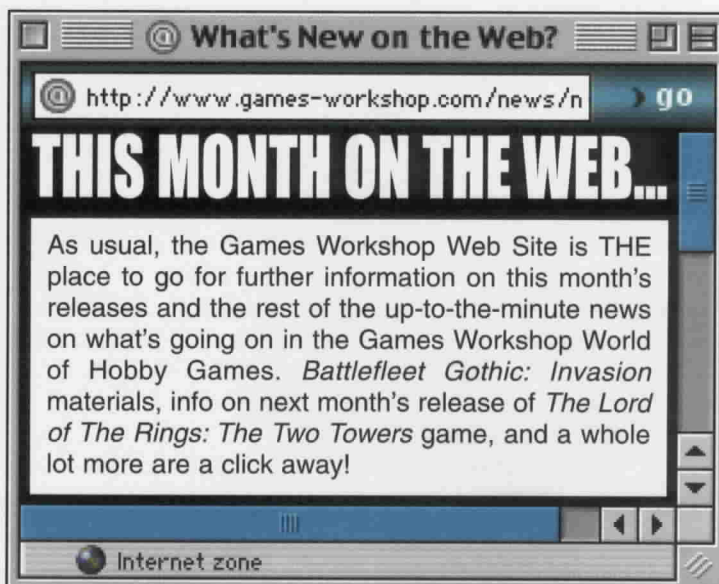 What's New on the Web?
http://www.games-workshop.com/news/n
go
THIS MONTH ON THE WEB...
As usual, the Games Workshop Web Site is THE
place to go for further information on this month's
releases and the rest of the up-to-the-minute news
on what's going on in the Games Workshop World
of Hobby Games. Battlefleet Gothic: Invasion
materials, info on next month's release of The Lord
of The Rings: The Two Towers game, and a whole
lot more are a click away!
Internet zone